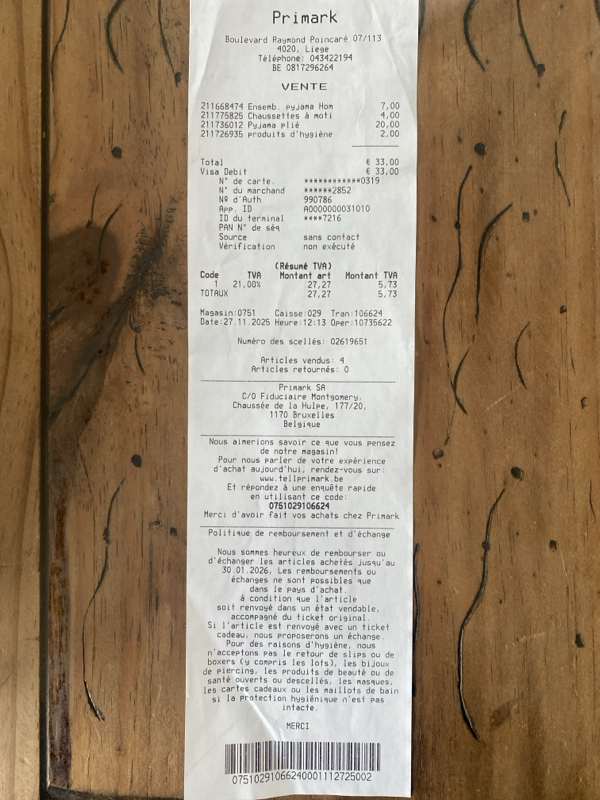 Primark
Boulevard Raymond Poincaré 07/113
4020, Liege
Téléphone: 043422194
BE 0817296264
VENTE
211668474 Ensemb. pyjama Hom 7,00
211775825 Chaussettes à moti 4,00
211736012 Pyjama plié 20,00
211726935 produits d'hygiène 2,00
Total € 33,00
Visa Debit € 33,00
N° de carte. ************0319
N° du marchand ******2852
Nº d'Auth 990786
App. ID A0000000031010
ID du terminal ****7216
PAN N° de séq
Source sans contact
Vérification non exécuté
(Résumé TVA)
Code TVA Montant art Montant TVA
1 21,00% 27,27 5,73
TOTAUX 27,27 5,73
Magasin:0751 Caisse:029 Tran:106624
Date:27.11.2025 Heure:12:13 Oper:10735622
Numéro des scellés: 02619651
Articles vendus: 4
Articles retournés: 0
Primark SA
C/O Fiduciaire Montgomery,
Chaussée de la Hulpe, 177/20,
1170 Bruxelles
Belgique
Nous aimerions savoir ce que vous pensez
de notre magasin!
Pour nous parler de votre expérience
d'achat aujourd'hui, rendez-vous sur:
www.tellprimark.be
Et répondez à une enquête rapide
en utilisant ce code:
0751029106624
Merci d'avoir fait vos achats chez Primark
Politique de remboursement et d'échange
Nous sommes heureux de rembourser ou
d'échanger les articles achetés jusqu'au
30.01.2026, Les remboursements ou
échanges ne sont possibles que
dans le pays d'achat.
à condition que l'article
soit renvoyé dans un état vendable,
accompagné du ticket original.
Si l'article est renvoyé avec un ticket
cadeau, nous proposerons un échange.
Pour des raisons d'hygiène, nous
n'acceptons pas le retour de slips ou de
boxers (y compris les lots), les bijoux
de piercing, les produits de beauté ou de
santé ouverts ou descellés, les masques,
les cartes cadeaux ou les maillots de bain
si la protection hygiénique n'est pas
intacte.
MERCI
07510291066240001112725002